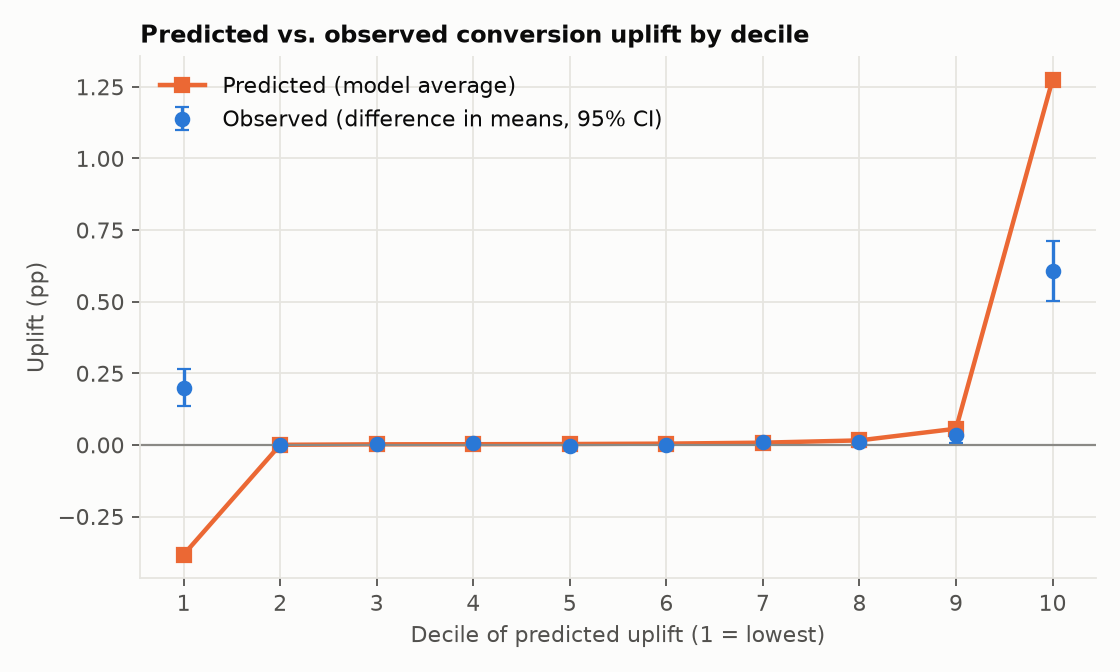 Predicted vs. observed conversion uplift by decile
Predicted (model average)
Observed (difference in means, 95% CI)
Uplift (pp)
1.25
1.00
0.75
0.50
0.25
0.00
−0.25
1 2 3 4 5 6 7 8 9 10
Decile of predicted uplift (1 = lowest)